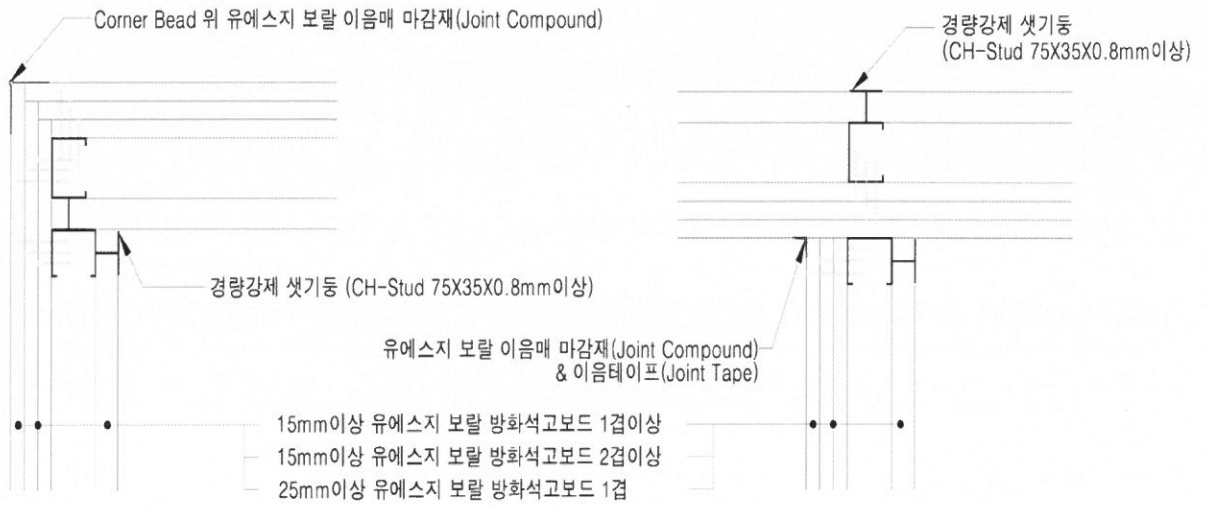 Corner Bead 위 유에스지 보랄 이음매 마감재(Joint Compound)
경량강제 샛기둥
(CH-Stud 75X35X0.8mm이상)
경량강제 샛기둥 (CH-Stud 75X35X0.8mm이상)
유에스지 보랄 이음매 마감재(Joint Compound)
& 이음테이프(Joint Tape)
15mm이상 유에스지 보랄 방화석고보드 1겹이상
15mm이상 유에스지 보랄 방화석고보드 2겹이상
25mm이상 유에스지 보랄 방화석고보드 1겹